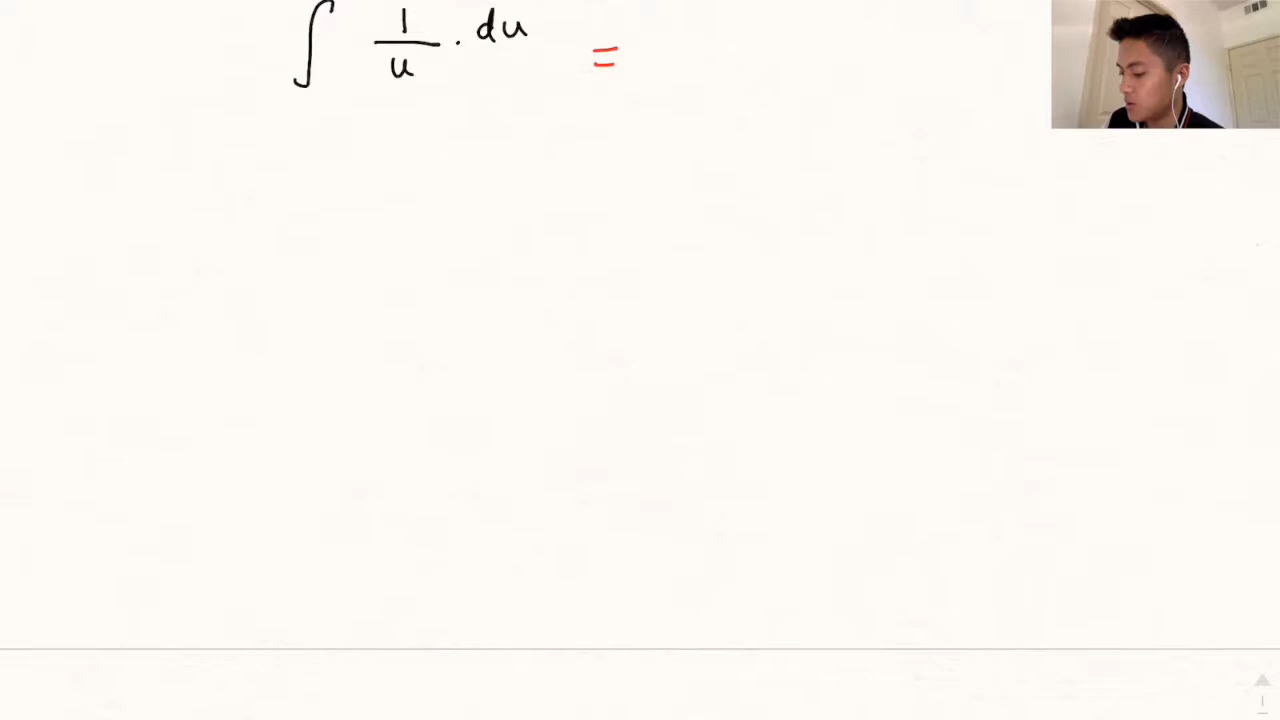 ∫ 1/u · du =